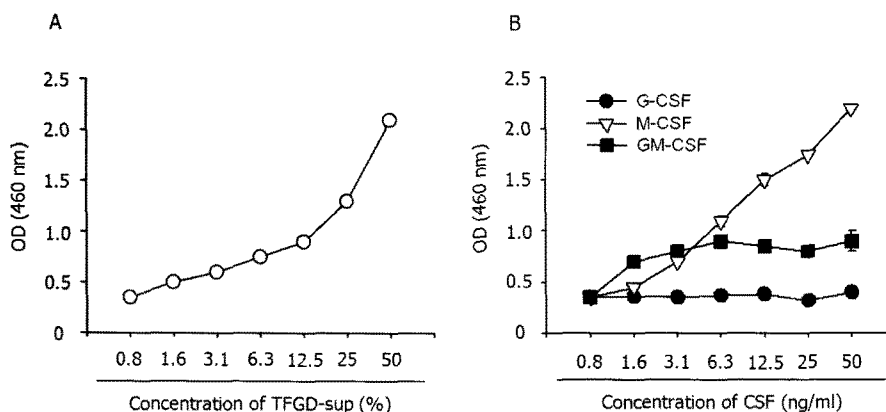 A
OD (460 nm)
2.5
2.0
1.5
1.0
0.5
0
0.8 1.6 3.1 6.3 12.5 25 50
Concentration of TFGD-sup (%)
B
OD (460 nm)
2.5
2.0
1.5
1.0
0.5
0
G-CSF
M-CSF
GM-CSF
0.8 1.6 3.1 6.3 12.5 25 50
Concentration of CSF (ng/ml)